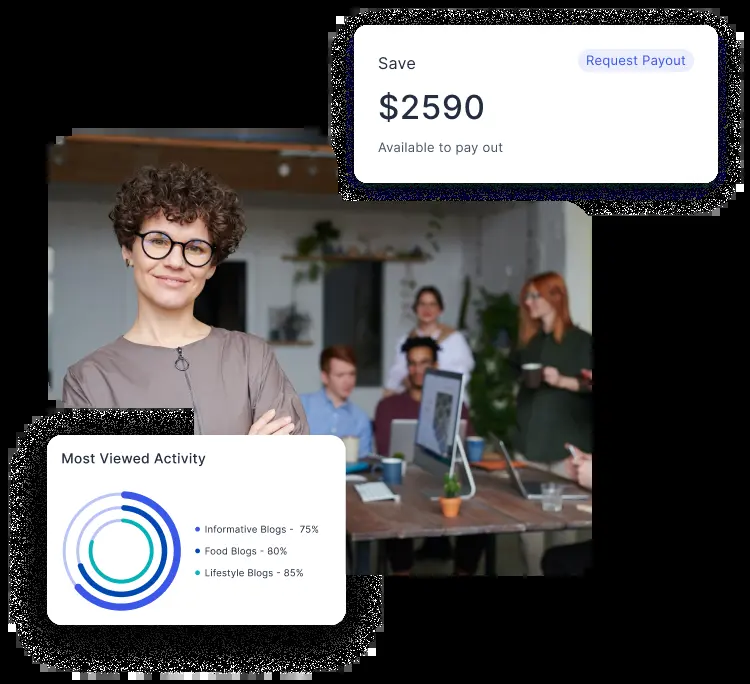 Save
Request Payout
$2590
Available to pay out
Most Viewed Activity
Informative Blogs - 75%
Food Blogs - 80%
Lifestyle Blogs - 85%